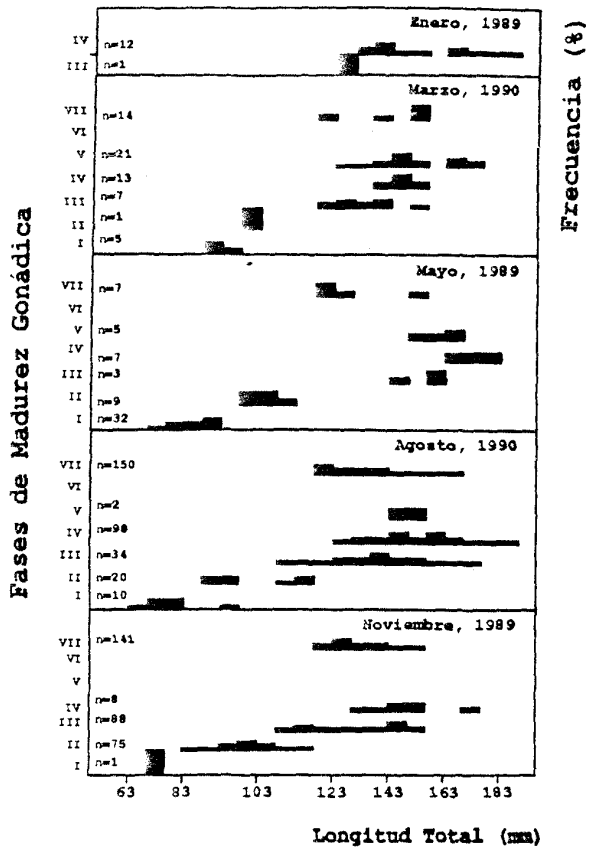 Enero, 1989
IV n=12
III n=1
Marzo, 1990
VII n=14
VI
V n=21
IV n=13
III n=7
II n=1
I n=5
Mayo, 1989
VII n=7
VI
V n=5
IV n=7
III n=3
II n=9
I n=32
Agosto, 1990
VII n=150
VI
V n=2
IV n=98
III n=34
II n=20
I n=10
Noviembre, 1989
VII n=141
VI
V
IV n=8
III n=88
II n=75
I n=1
63 83 103 123 143 163 183
Longitud Total (mm)
Fases de Madurez Gonádica
Frecuencia (%)